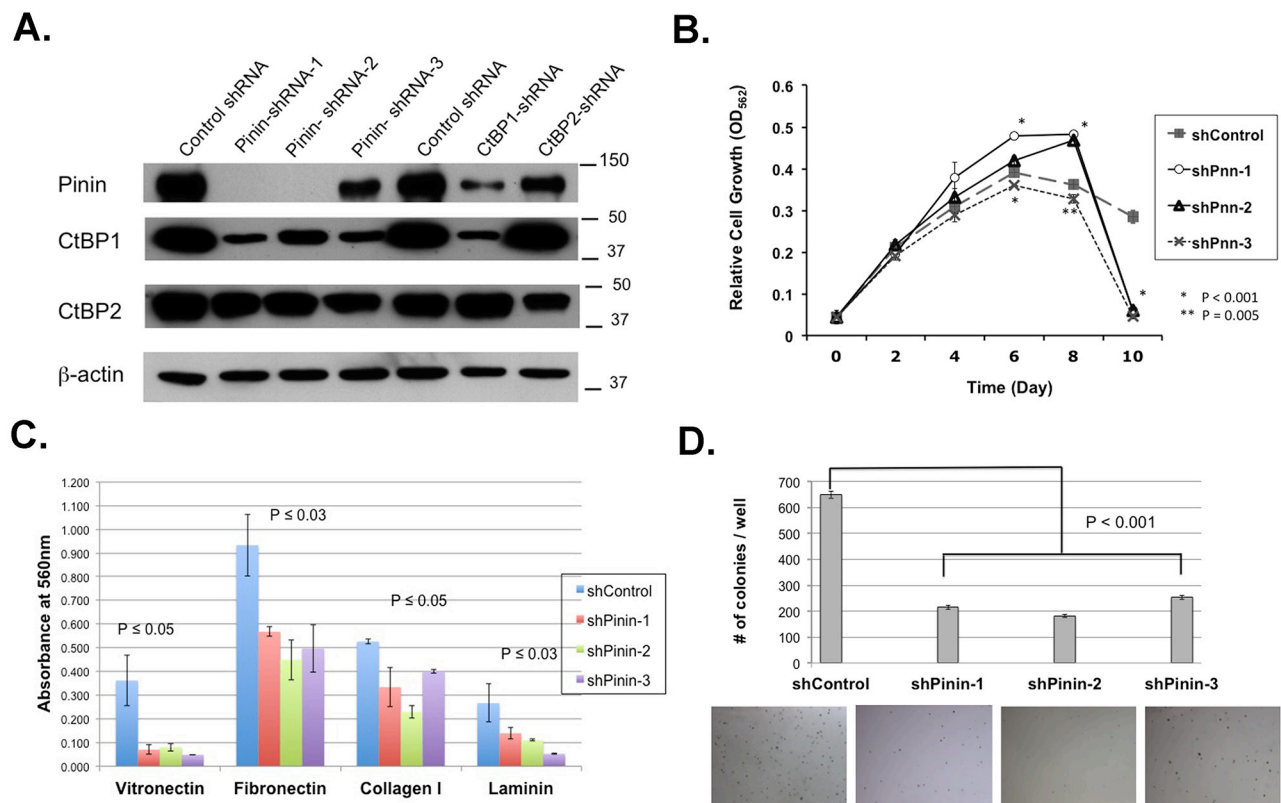 A.
Control shRNA
Pinin-shRNA-1
Pinin- shRNA-2
Pinin- shRNA-3
Control shRNA
CtBP1-shRNA
CtBP2-shRNA
Pinin
150
CtBP1
50
37
CtBP2
50
37
β-actin
37
B.
Relative Cell Growth (OD562)
0.6
0.5
0.4
0.3
0.2
0.1
0
*
*
*
**
*
0 2 4 6 8 10
Time (Day)
shControl
shPnn-1
shPnn-2
shPnn-3
* P < 0.001
** P = 0.005
C.
Absorbance at 560nm
1.200
1.100
1.000
0.900
0.800
0.700
0.600
0.500
0.400
0.300
0.200
0.100
0.000
P ≤ 0.05
P ≤ 0.03
P ≤ 0.05
P ≤ 0.03
Vitronectin Fibronectin Collagen I Laminin
shControl
shPinin-1
shPinin-2
shPinin-3
D.
# of colonies / well
700
600
500
400
300
200
100
0
P < 0.001
shControl shPinin-1 shPinin-2 shPinin-3